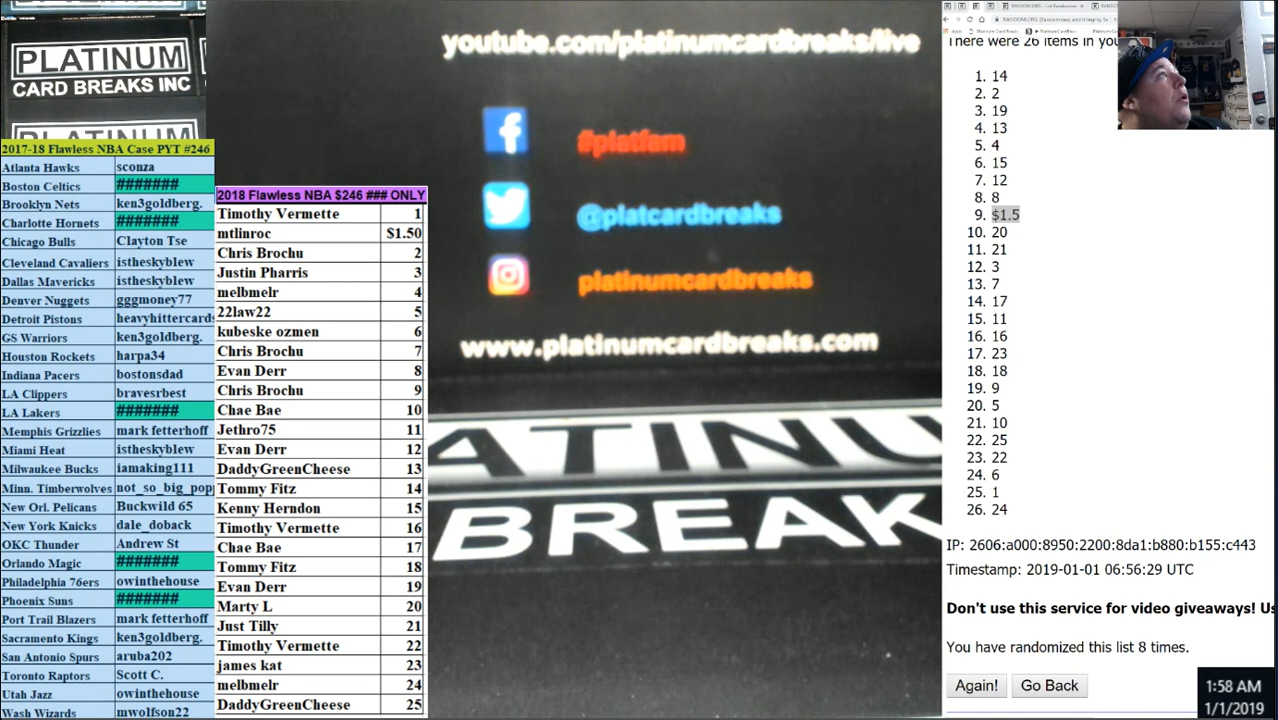 PLATINUM
CARD BREAKS INC
PLATINUM
2017-18 Flawless NBA Case PYT #246
Atlanta Hawks sconza
Boston Celtics #######
Brooklyn Nets ken3goldberg.
Charlotte Hornets #######
Chicago Bulls Clayton Tse
Cleveland Cavaliers istheskyblew
Dallas Mavericks istheskyblew
Denver Nuggets gggmoney77
Detroit Pistons heavyhittercards
GS Warriors ken3goldberg.
Houston Rockets harpa34
Indiana Pacers bostonsdad
LA Clippers bravesrbest
LA Lakers #######
Memphis Grizzlies mark fetterhoff
Miami Heat istheskyblew
Milwaukee Bucks iamaking111
Minn. Timberwolves not_so_big_pop
New Orl. Pelicans Buckwild 65
New York Knicks dale_doback
OKC Thunder Andrew St
Orlando Magic #######
Philadelphia 76ers owinthehouse
Phoenix Suns #######
Port Trail Blazers mark fetterhoff
Sacramento Kings ken3goldberg.
San Antonio Spurs aruba202
Toronto Raptors Scott C.
Utah Jazz owinthehouse
Wash Wizards mwolfson22
2018 Flawless NBA $246 ### ONLY
Timothy Vermette 1
mtlinroc $1.50
Chris Brochu 2
Justin Pharris 3
melbmelr 4
22law22 5
kubeske ozmen 6
Chris Brochu 7
Evan Derr 8
Chris Brochu 9
Chae Bae 10
Jethro75 11
Evan Derr 12
DaddyGreenCheese 13
Tommy Fitz 14
Kenny Herndon 15
Timothy Vermette 16
Chae Bae 17
Tommy Fitz 18
Evan Derr 19
Marty L 20
Just Tilly 21
Timothy Vermette 22
james kat 23
melbmelr 24
DaddyGreenCheese 25
youtube.com/platinumcardbreaks/live
#platfam
@platcardbreaks
platinumcardbreaks
www.platinumcardbreaks.com
ATINU
BREAK
There were 26 items in you
1. 14
2. 2
3. 19
4. 13
5. 4
6. 15
7. 12
8. 8
9. $1.5
10. 20
11. 21
12. 3
13. 7
14. 17
15. 11
16. 16
17. 23
18. 18
19. 9
20. 5
21. 10
22. 25
23. 22
24. 6
25. 1
26. 24
IP: 2606:a000:8950:2200:8da1:b880:b155:c443
Timestamp: 2019-01-01 06:56:29 UTC
Don't use this service for video giveaways! Us
You have randomized this list 8 times.
Again! Go Back
1:58 AM
1/1/2019